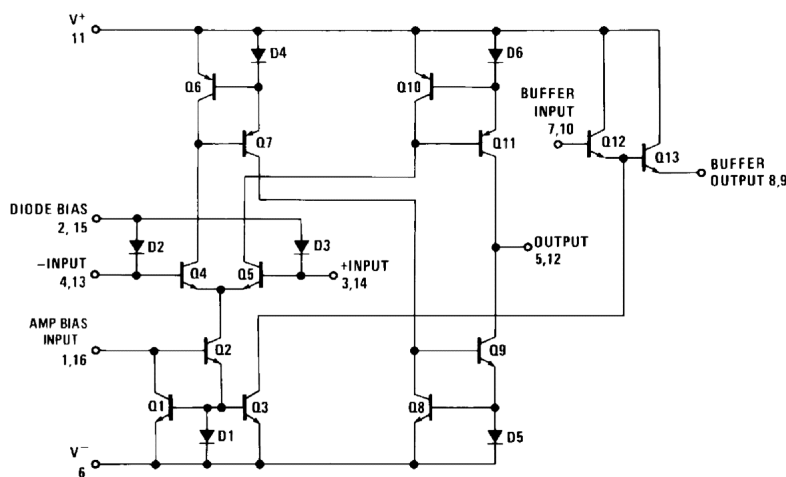 V+
11
D4
D6
Q6
Q10
BUFFER
INPUT
7,10
Q12
Q13
Q7
Q11
BUFFER
OUTPUT 8,9
DIODE BIAS
2, 15
D2
D3
–INPUT
4,13
Q4
Q5
+INPUT
3,14
OUTPUT
5,12
AMP BIAS
INPUT
1,16
Q2
Q9
Q1
Q3
Q8
D1
D5
V–
6